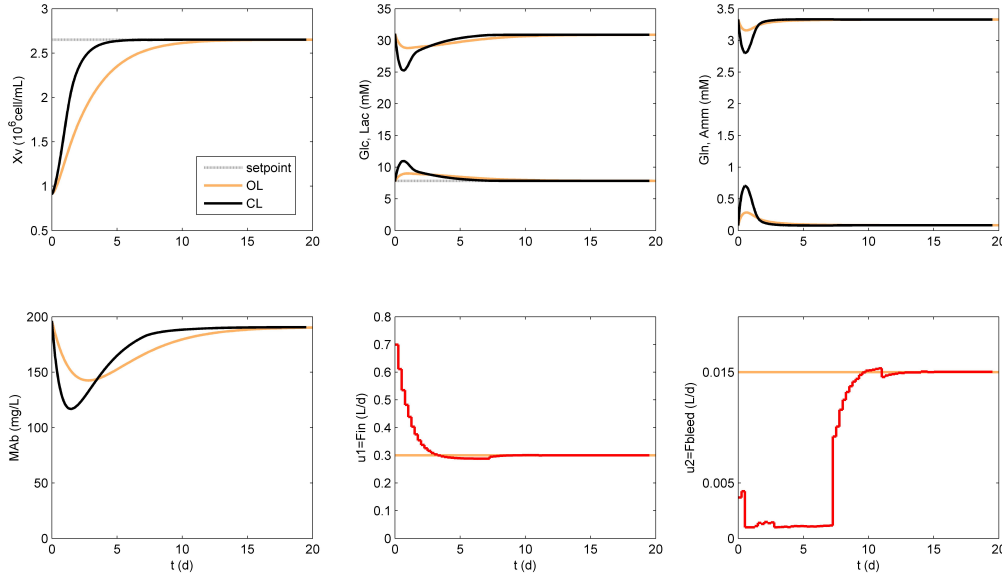 3
2.5
2
1.5
1
0.5
Xv (10^6cell/mL)
0 5 10 15 20
setpoint
OL
CL
35
30
25
20
15
10
5
0
Glc, Lac (mM)
0 5 10 15 20
3.5
3
2.5
2
1.5
1
0.5
0
Gln, Amm (mM)
0 5 10 15 20
200
150
100
50
0
MAb (mg/L)
0 5 10 15 20
t (d)
0.8
0.7
0.6
0.5
0.4
0.3
0.2
0.1
0
u1=Fin (L/d)
0 5 10 15 20
t (d)
0.015
0.005
0
u2=Fbleed (L/d)
0 5 10 15 20
t (d)